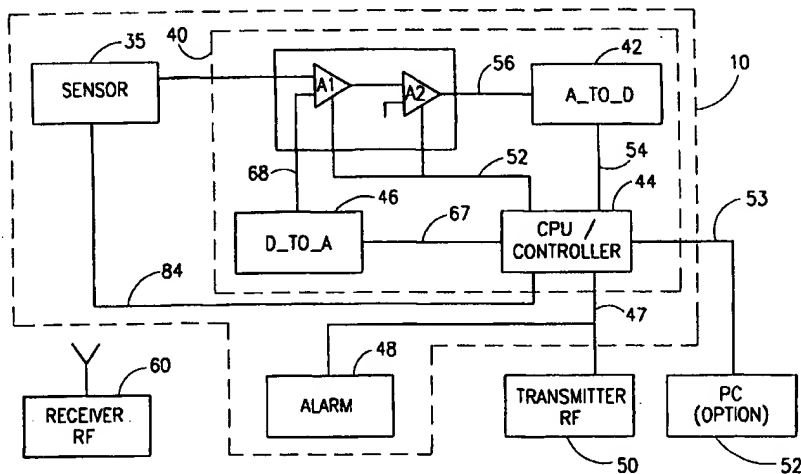 35
40
42
10
SENSOR
A1
A2
56
A_TO_D
68
52
54
46
44
53
D_TO_A
67
CPU /
CONTROLLER
84
47
60
48
RECEIVER
RF
ALARM
TRANSMITTER
RF
PC
(OPTION)
50
52